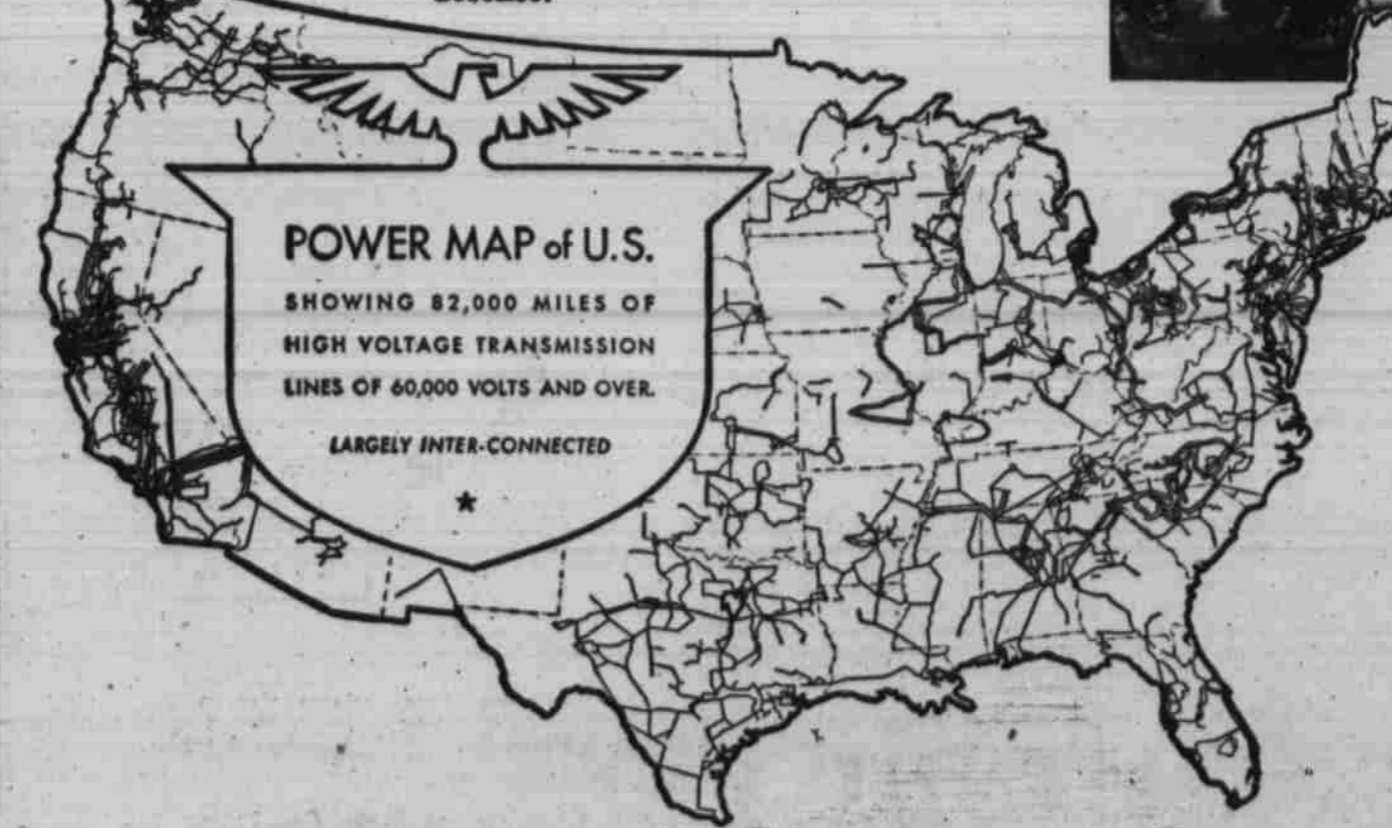 POWER MAP of U.S.
SHOWING 82,000 MILES OF
HIGH VOLTAGE TRANSMISSION
LINES OF 60,000 VOLTS AND OVER.
LARGELY INTER-CONNECTED
*